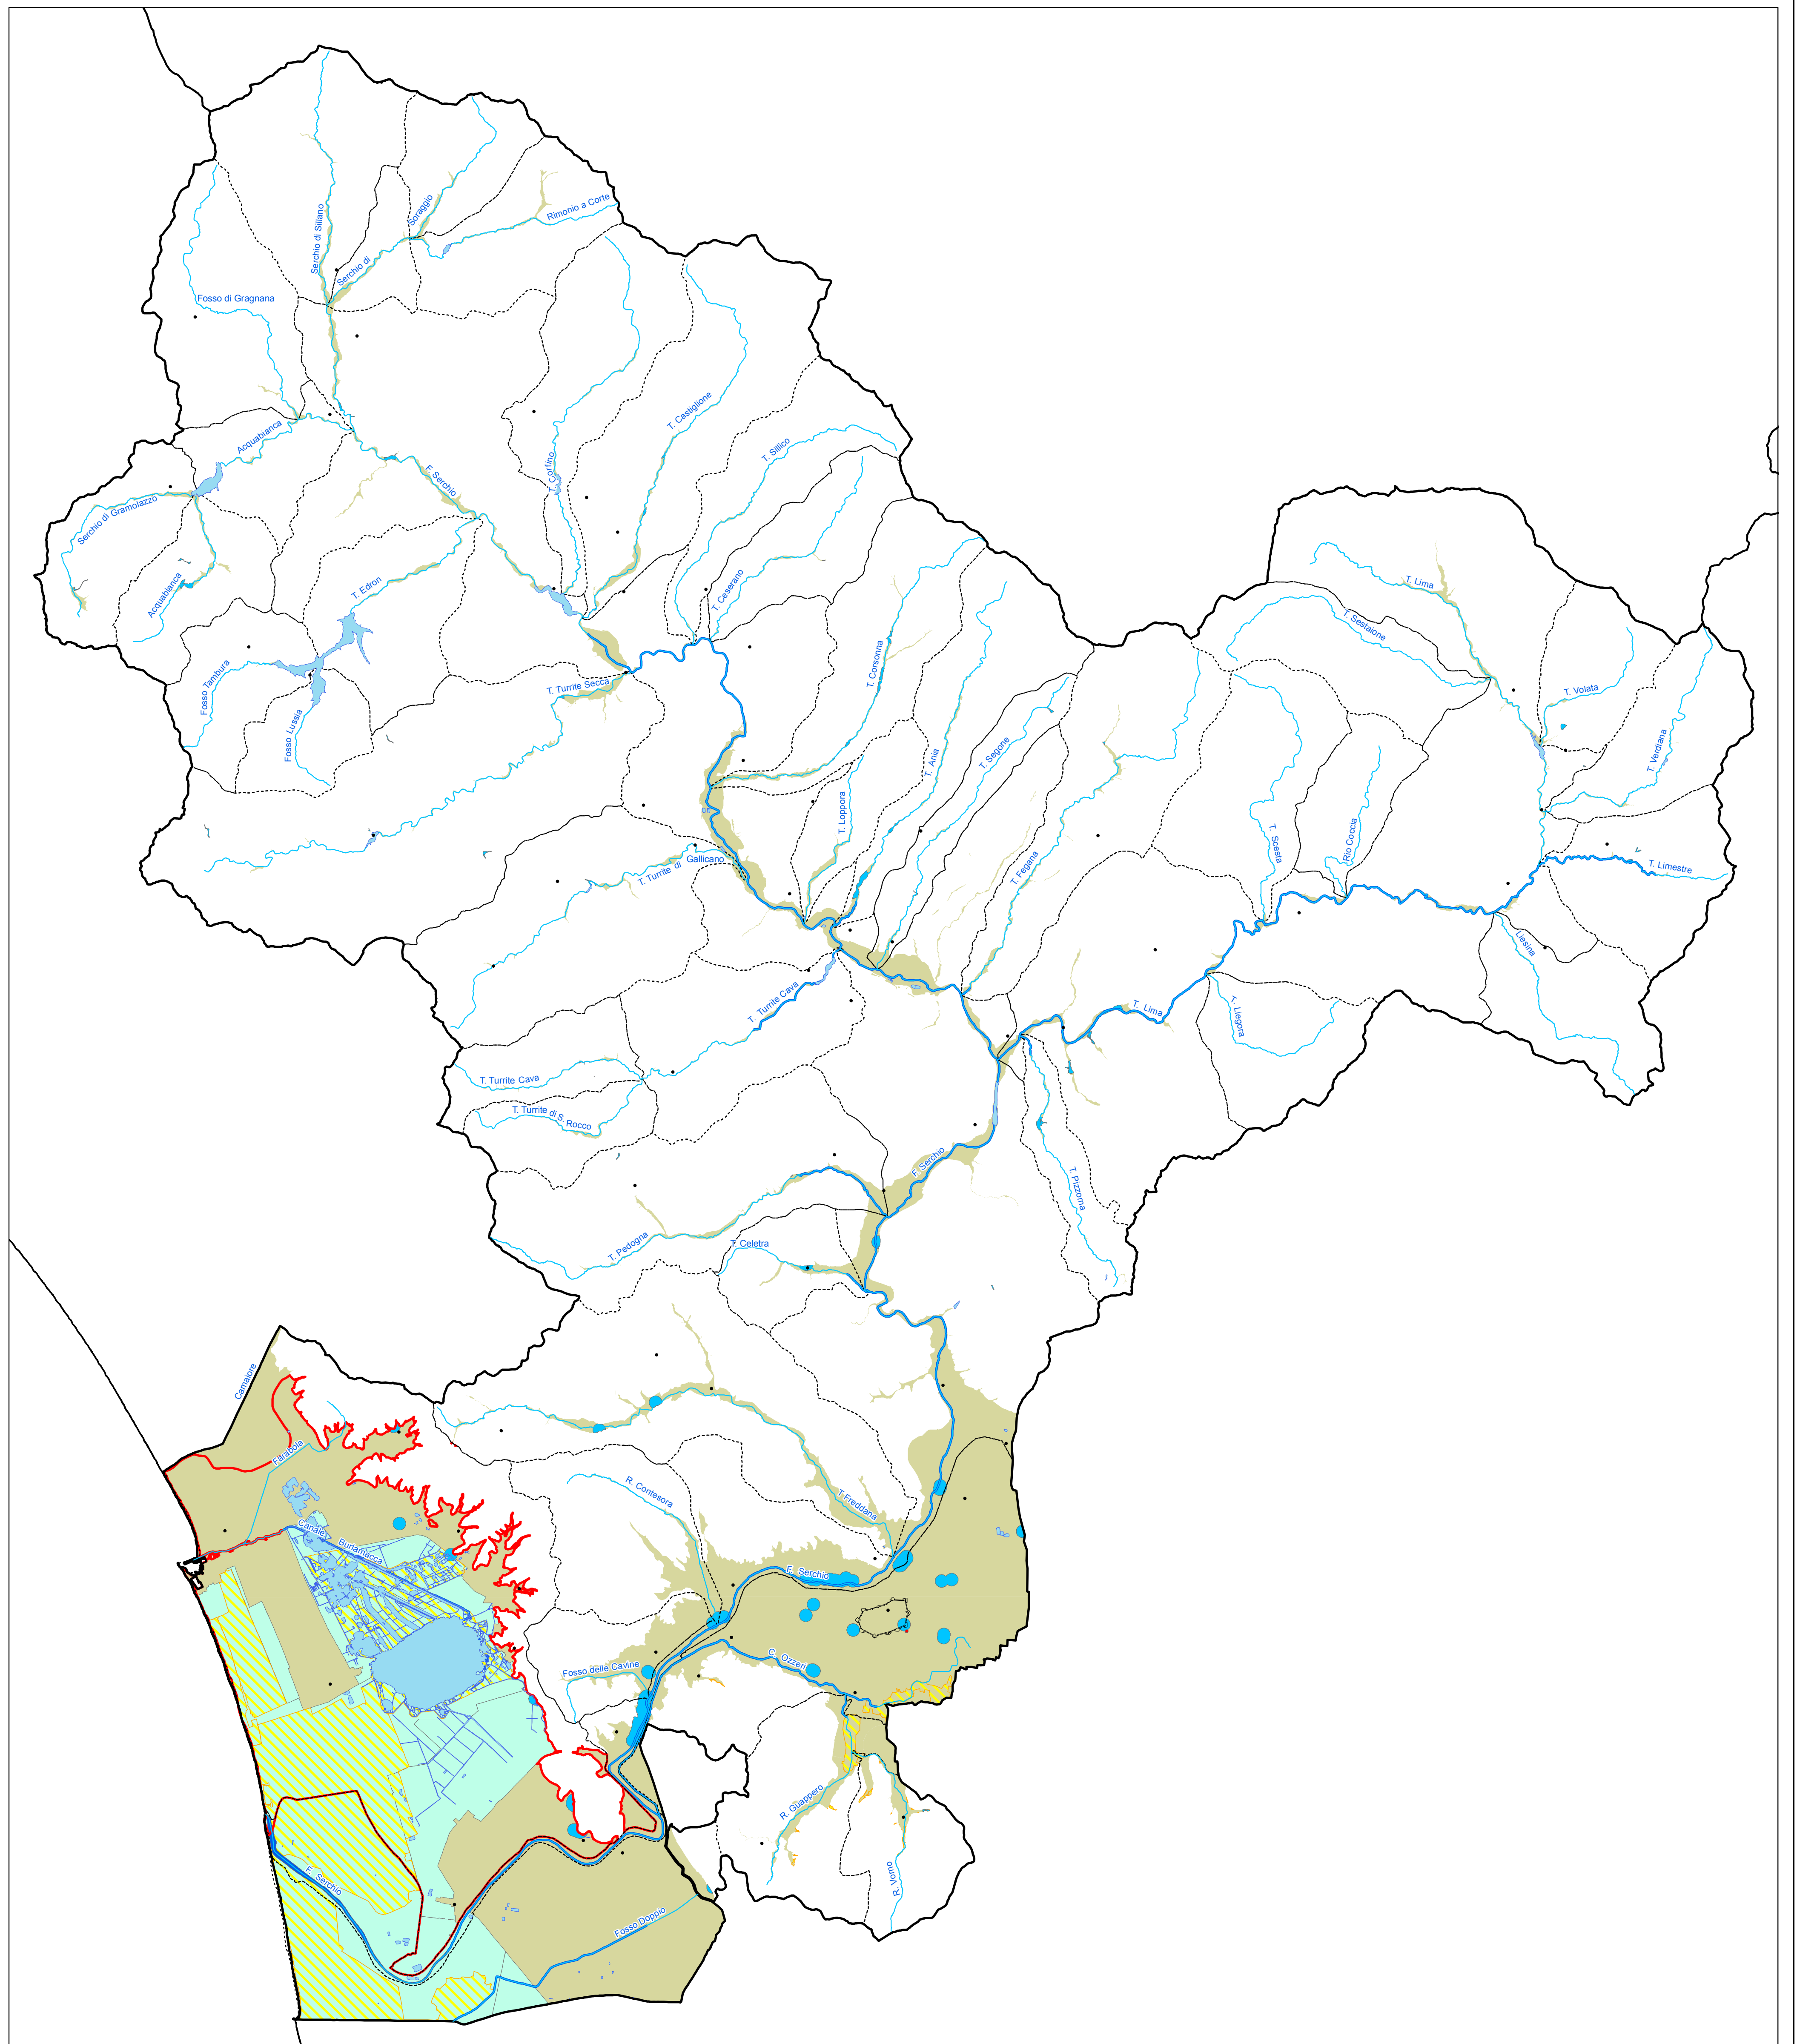 Rimonio a Corte
Soraggio
Serchio di Sillano
Serchio di
Fosso di Gragnana
T. Castiglione
Acquabianca
T. Sillico
T. Corfino
F. Serchio
Serchio di Gramolazzo
Acquabianca
T. Edron
T. Ceserano
T. Lima
T. Sestaione
Fosso Tambura
T. Corsonna
T. Turrite Secca
T. Volata
Fosso Lussia
T. Verdiana
T. Ania
T. Segone
T. Loppora
T. Scesta
Rio Coccia
Gallicano
T. Turrite di
T. Fegana
T. Limestre
Liesina
T. Turrite Cava
T. Lima
T. Liegora
T. Turrite Cava
T. Turrite di S. Rocco
F. Serchio
T. Pizzorna
T. Pedogna
T. Celetra
Camaiore
Farabola
R. Contesora
T Freddana
Canale
Burlamacca
F. Serchio
C. Ozzeri
Fosso delle Cavine
R. Guappero
R. Vorno
F. Serchio
Fosso Doppio